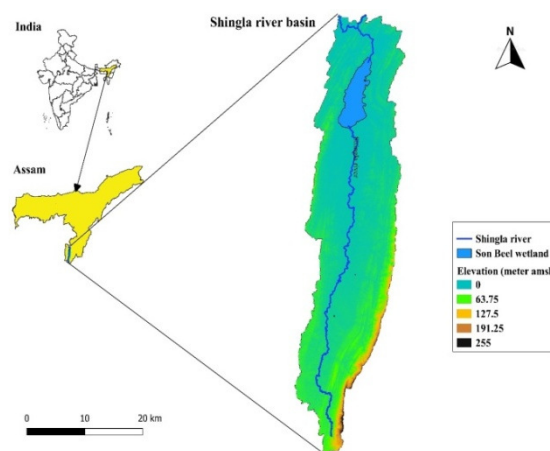 India
Shingla river basin
N
Assam
Shingla river
Son Beel wetland
Elevation (meter amsl)
0
63.75
127.5
191.25
255
0 10 20 km